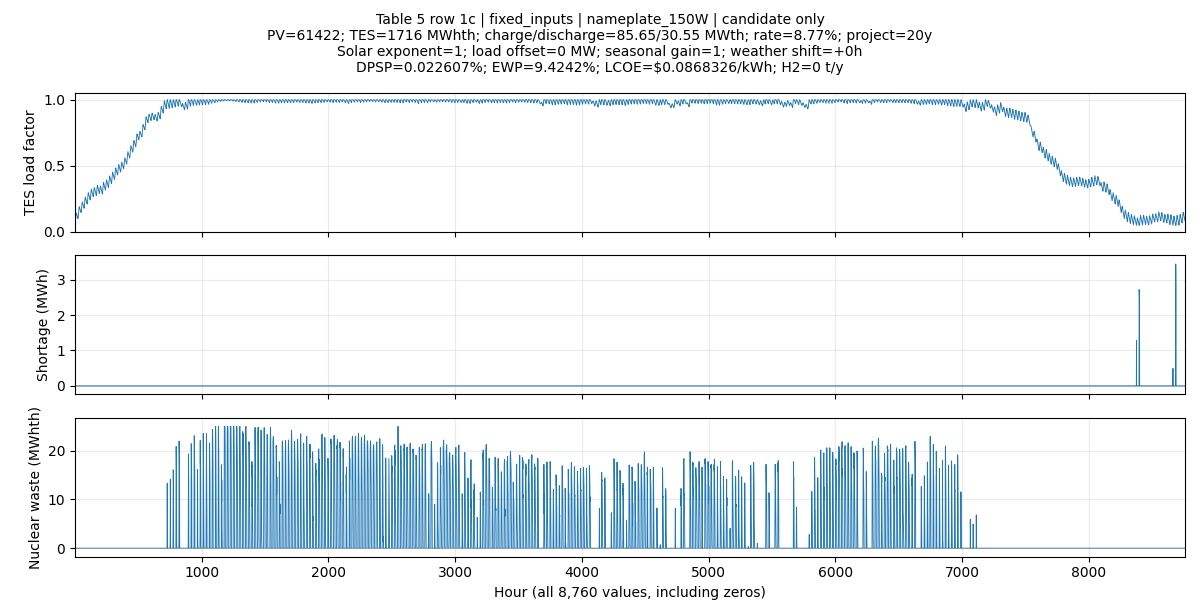 Table 5 row 1c | fixed_inputs | nameplate_150W | candidate only
PV=61422; TES=1716 MWhth; charge/discharge=85.65/30.55 MWth; rate=8.77%; project=20y
Solar exponent=1; load offset=0 MW; seasonal gain=1; weather shift=+0h
DPSP=0.022607%; EWP=9.4242%; LCOE=$0.0868326/kWh; H2=0 t/y
TES load factor
1.0
0.5
0.0
Shortage (MWh)
3
2
1
0
Nuclear waste (MWhth)
20
10
0
1000 2000 3000 4000 5000 6000 7000 8000
Hour (all 8,760 values, including zeros)